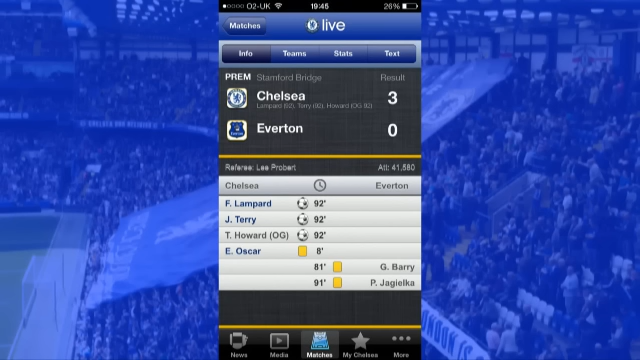 O2-UK 19:45 26%
Matches live
Info Teams Stats Text
PREM Stamford Bridge Result
Chelsea 3
Lampard (92), Terry (92), Howard (OG 92)
Everton 0
Referee: Lee Probert Att: 41,580
Chelsea Everton
F. Lampard 92'
J. Terry 92'
T. Howard (OG) 92'
E. Oscar 8'
81' G. Barry
91' P. Jagielka
News Media Matches My Chelsea More